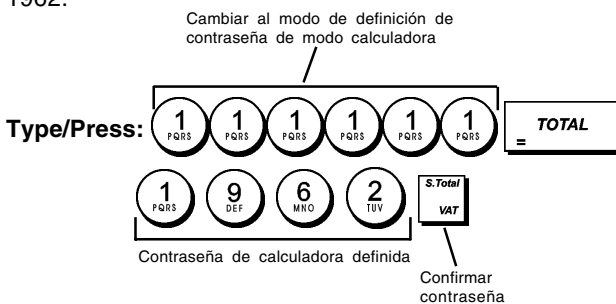 1962:
Cambiar al modo de definición de
contraseña de modo calculadora
Type/Press: 1 PQRS 1 PQRS 1 PQRS 1 PQRS 1 PQRS 1 PQRS TOTAL =
1 PQRS 9 DEF 6 MNO 2 TUV S.Total VAT
Contraseña de calculadora definida
Confirmar
contraseña